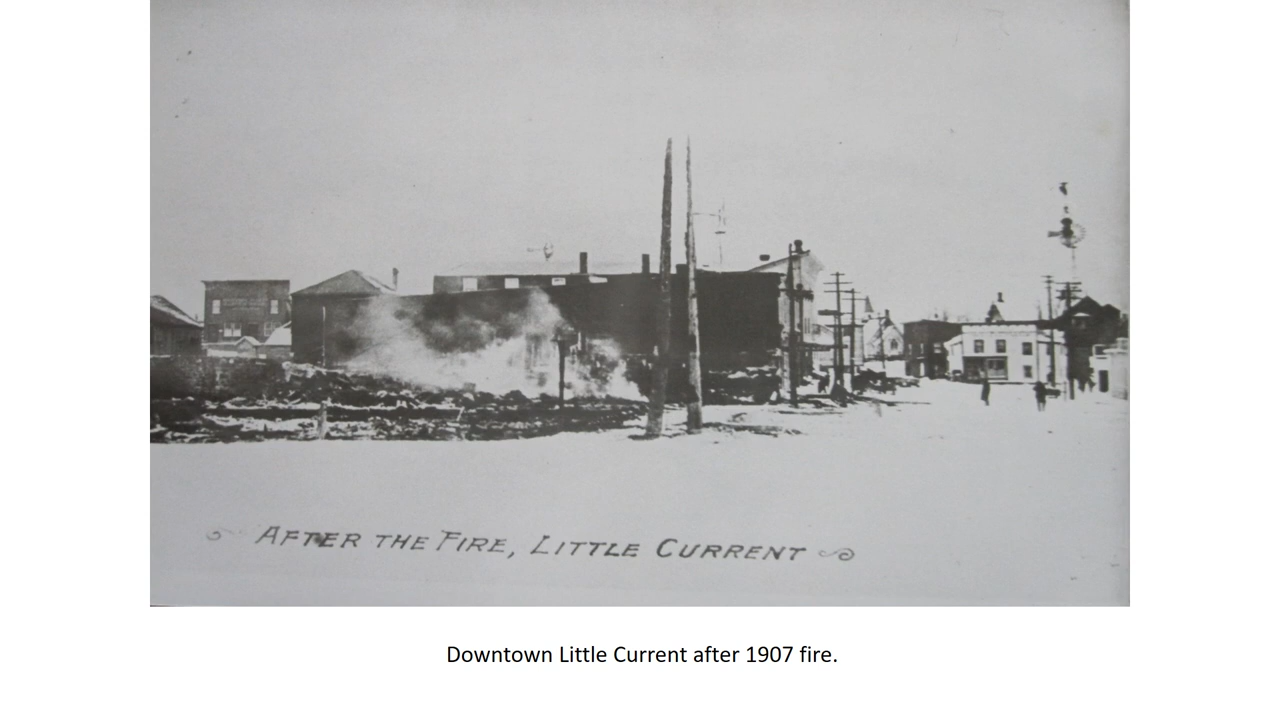 AFTER THE FIRE, LITTLE CURRENT
Downtown Little Current after 1907 fire.